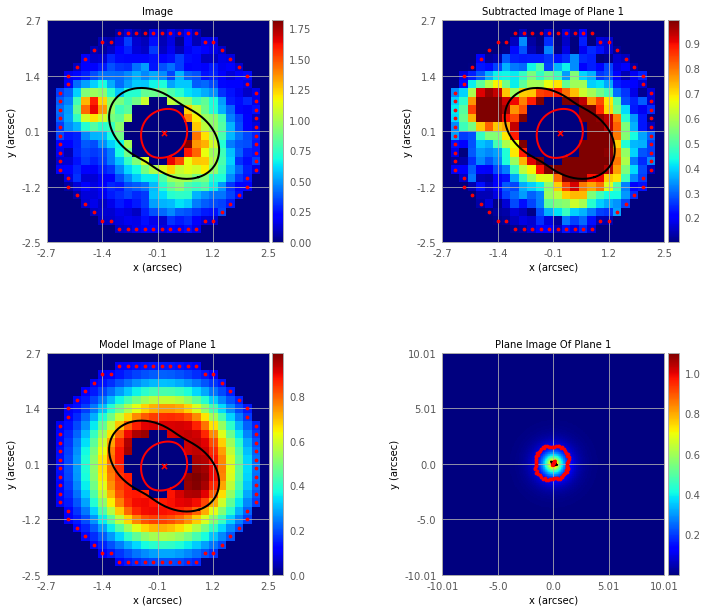 Image
Subtracted Image of Plane 1
2.7
1.4
0.1
-1.2
-2.5
y (arcsec)
-2.7 -1.4 -0.1 1.2 2.5
x (arcsec)
1.75
1.50
1.25
1.00
0.75
0.50
0.25
0.00
2.7
1.4
0.1
-1.2
-2.5
y (arcsec)
-2.7 -1.4 -0.1 1.2 2.5
x (arcsec)
0.9
0.8
0.7
0.6
0.5
0.4
0.3
0.2
Model Image of Plane 1
Plane Image Of Plane 1
2.7
1.4
0.1
-1.2
-2.5
y (arcsec)
-2.7 -1.4 -0.1 1.2 2.5
x (arcsec)
0.8
0.6
0.4
0.2
0.0
10.01
5.01
0.0
-5.0
-10.01
y (arcsec)
-10.01 -5.0 0.0 5.01 10.01
x (arcsec)
1.0
0.8
0.6
0.4
0.2